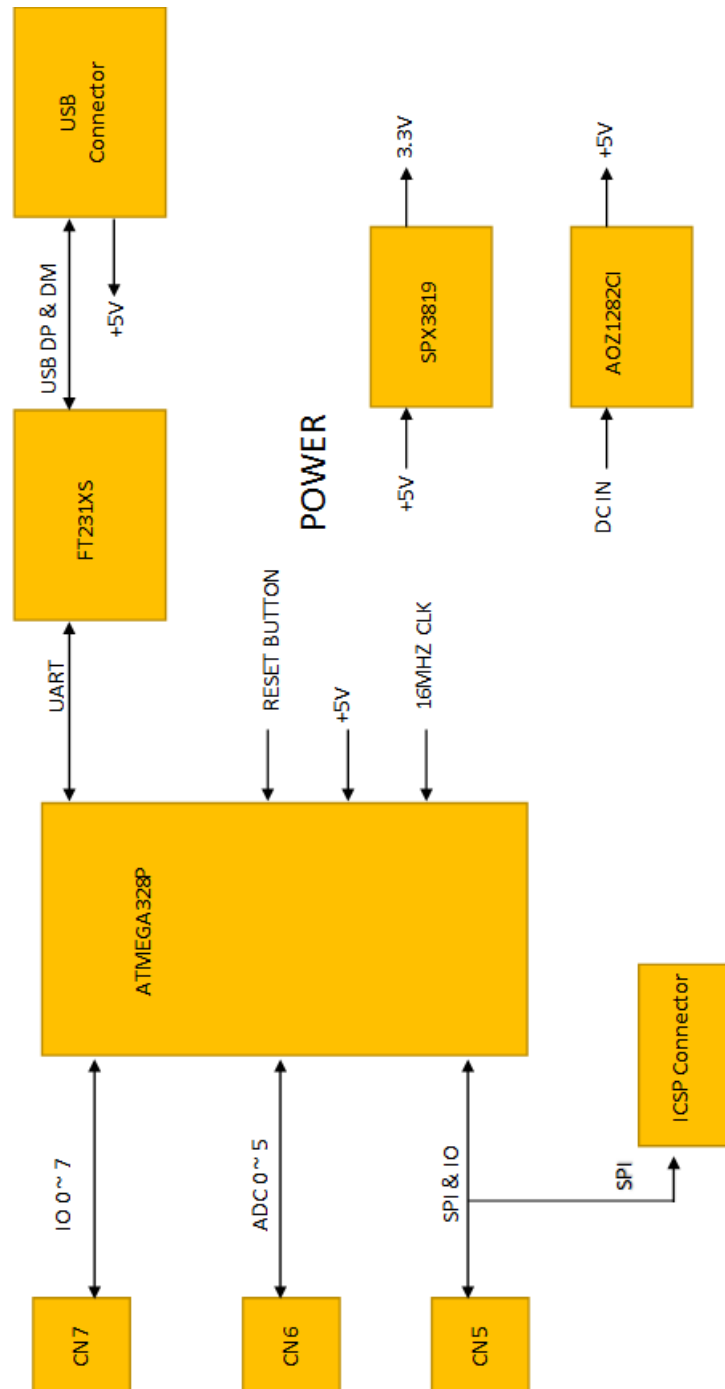 CN7
IO 0~ 7
CN6
ADC 0~ 5
CN5
SPI & IO
SPI
ICSP Connector
ATMEGA328P
UART
RESET BUTTON
+5V
16MHZ CLK
FT231XS
USB DP & DM
+5V
USB
Connector
POWER
+5V
SPX3819
3.3V
DC IN
AOZ1282CI
+5V